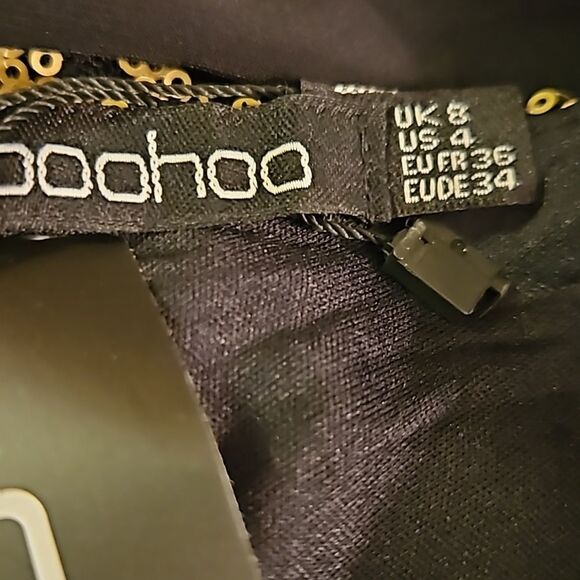 boohoo
UK 8
US 4
EU FR 36
EU DE 34